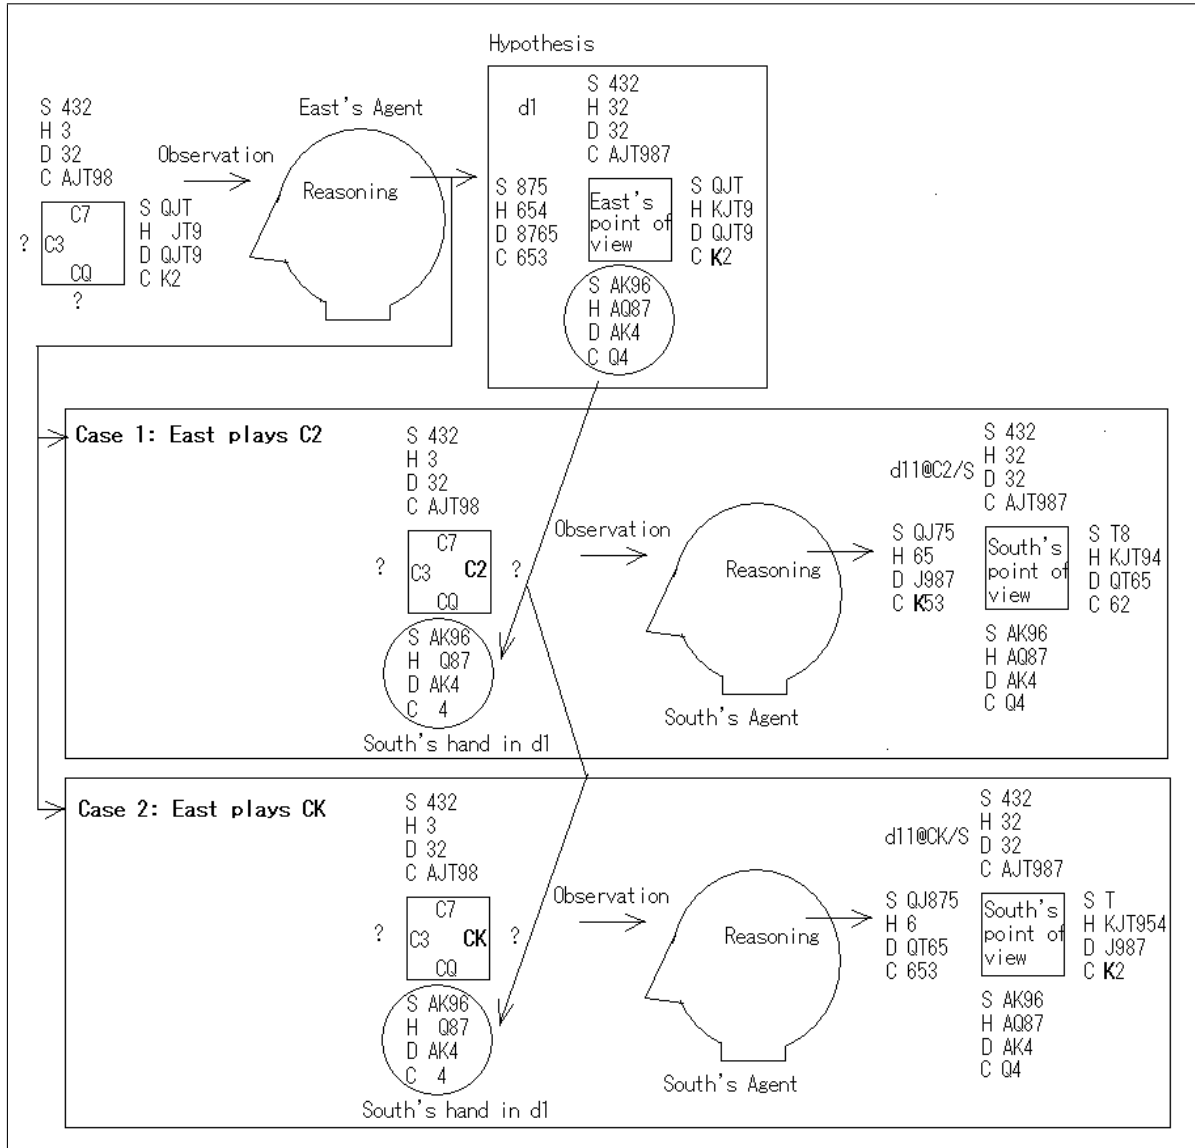 Hypothesis
S 432
H 3
D 32
C AJT98
Observation
C7
? C3
CQ
?
S QJT
H JT9
D QJT9
C K2
East's Agent
Reasoning
d1
S 432
H 32
D 32
C AJT987
S 875
H 654
D 8765
C 653
East's
point of
view
S QJT
H KJT9
D QJT9
C K2
S AK96
H AQ87
D AK4
C Q4
Case 1: East plays C2
S 432
H 3
D 32
C AJT98
C7
? C3 C2 ?
CQ
S AK96
H Q87
D AK4
C 4
South's hand in d1
Observation
Reasoning
South's Agent
d11@C2/S
S 432
H 32
D 32
C AJT987
S QJ75
H 65
D J987
C K53
South's
point of
view
S T8
H KJT94
D QT65
C 62
S AK96
H AQ87
D AK4
C Q4
Case 2: East plays CK
S 432
H 3
D 32
C AJT98
C7
? C3 CK ?
CQ
S AK96
H Q87
D AK4
C 4
South's hand in d1
Observation
Reasoning
South's Agent
d11@CK/S
S 432
H 32
D 32
C AJT987
S QJ875
H 6
D QT65
C 653
South's
point of
view
S T
H KJT954
D J987
C K2
S AK96
H AQ87
D AK4
C Q4